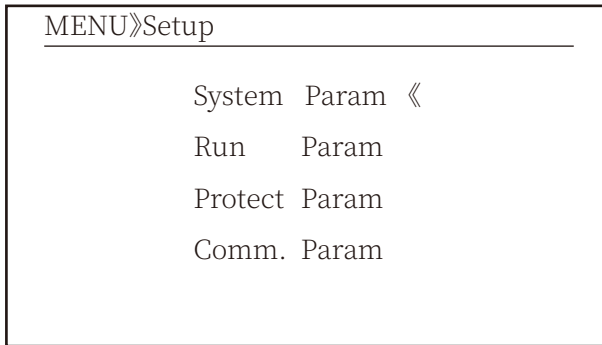 MENU》Setup
System Param 《
Run Param
Protect Param
Comm. Param